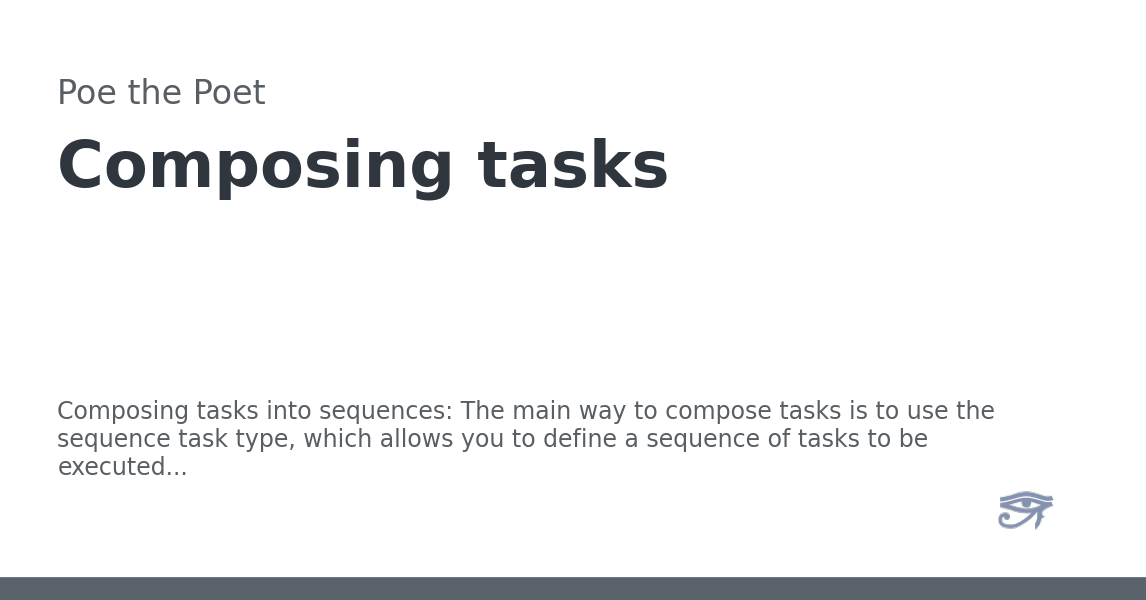 Poe the Poet
Composing tasks
Composing tasks into sequences: The main way to compose tasks is to use the
sequence task type, which allows you to define a sequence of tasks to be
executed...